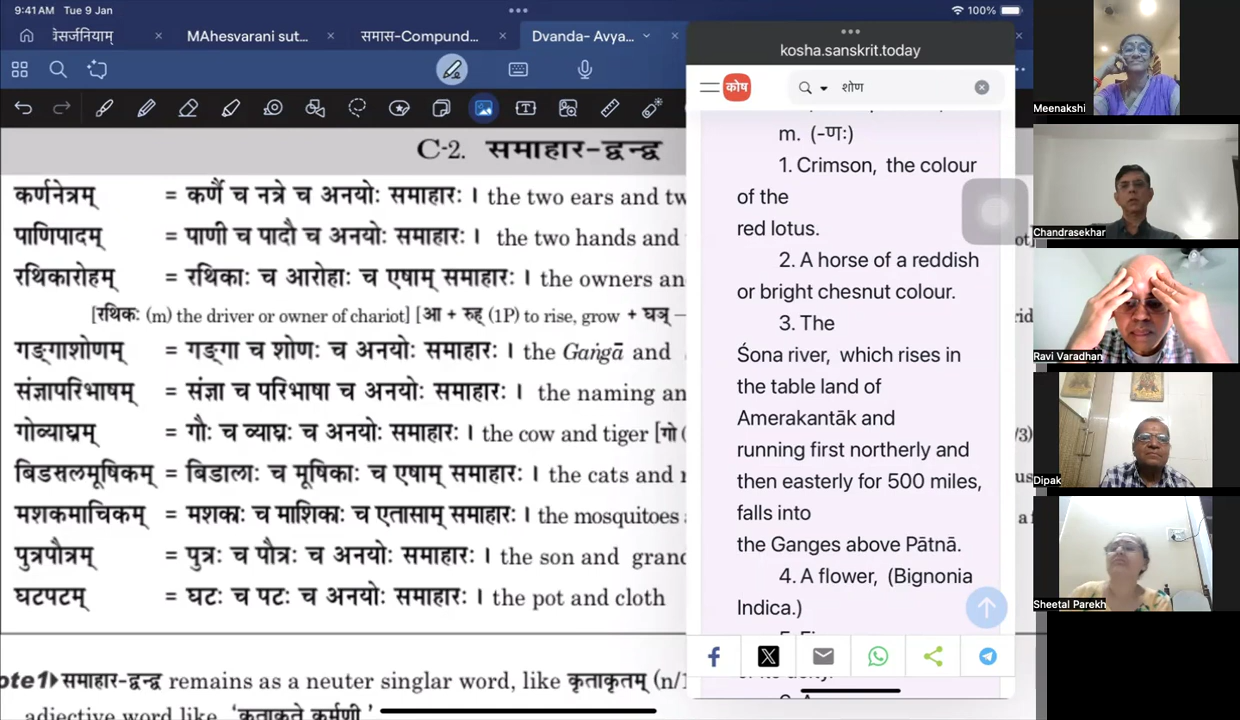 9:41 AM Tue 9 Jan
100%
वेसर्जनियाम्
MAhesvarani sut...
समास-Compund...
Dvanda- Avya...
kosha.sanskrit.today
कोष
शोण
C-2. समाहार-द्वन्द्व
कर्णनेत्रम् = कर्णौ च नत्रे च अनयोः समाहारः । the two ears and tw
पाणिपादम् = पाणी च पादौ च अनयोः समाहारः । the two hands and
रथिकारोहम् = रथिकाः च आरोहाः च एषाम् समाहारः । the owners an
[रथिकः (m) the driver or owner of chariot] [आ + रुह् (1P) to rise, grow + घञ् —
गङ्गाशोणम् = गङ्गा च शोणः च अनयोः समाहारः । the Gaṅgā and
संज्ञापरिभाषम् = संज्ञा च परिभाषा च अनयोः समाहारः । the naming an
गोव्याघ्रम् = गौः च व्याघ्रः च अनयोः समाहारः । the cow and tiger [गो (
बिडालमूषिकम् = बिडालाः च मूषिकाः च एषाम् समाहारः । the cats and
मशकमाचिकम् = मशकाः च माशिकाः च एतासाम् समाहारः । the mosquitoes
पुत्रपौत्रम् = पुत्रः च पौत्रः च अनयोः समाहारः । the son and grand
घटपटम् = घटः च पटः च अनयोः समाहारः । the pot and cloth
ote1 समाहार-द्वन्द्व remains as a neuter singlar word, like कृताकृतम् (n/1
adjective word like, 'कृताकृते कर्मणी '
m. (-णः)
1. Crimson, the colour
of the
red lotus.
2. A horse of a reddish
or bright chesnut colour.
3. The
Śona river, which rises in
the table land of
Amerakantāk and
running first northerly and
then easterly for 500 miles,
falls into
the Ganges above Pātnā.
4. A flower, (Bignonia
Indica.)
Meenakshi
Chandrasekhar
Ravi Varadhan
Dipak
Sheetal Parekh